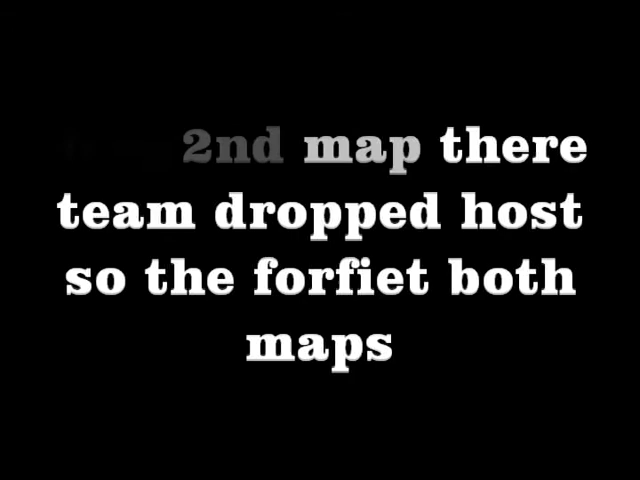 2nd map there
team dropped host
so the forfiet both
maps